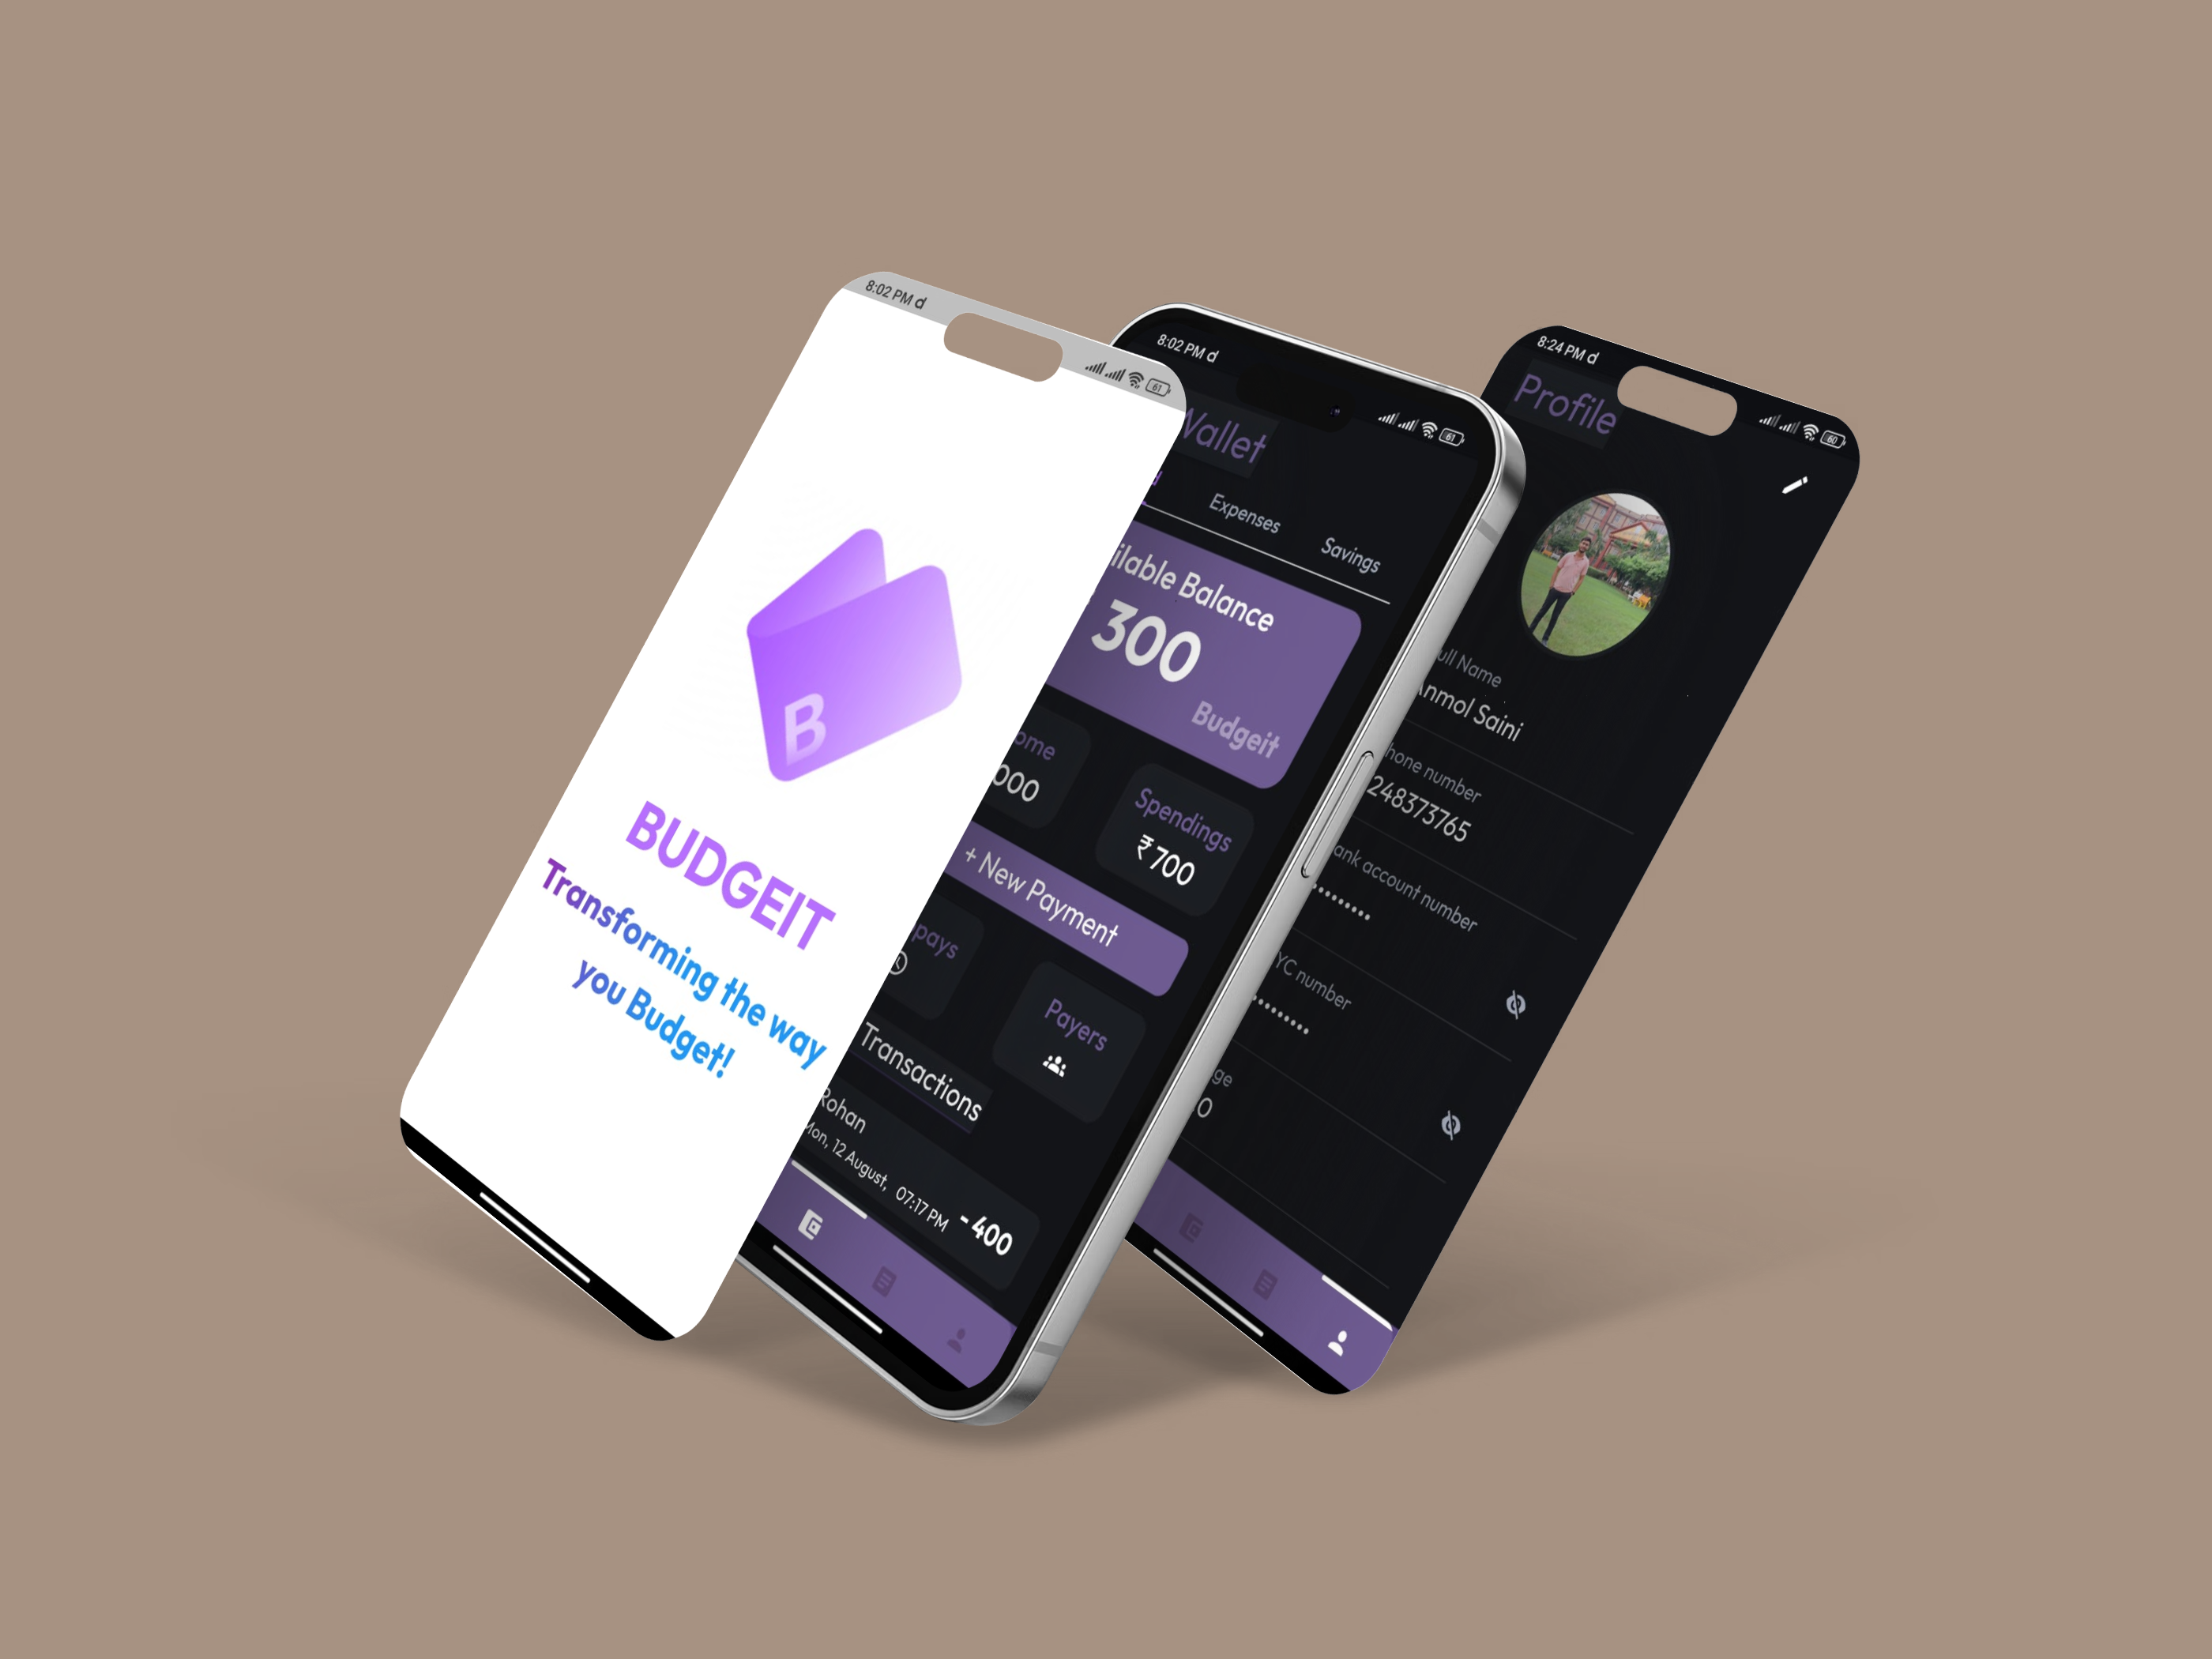 8:02 PM
61
B
BUDGEIT
Transforming the way
you Budget!
8:02 PM
61
Wallet
Expenses
Savings
ilable Balance
300
Budgeit
ome
000
Spendings
₹700
+ New Payment
pays
Payers
Transactions
Rohan
Mon, 12 August, 07:17 PM
-400
8:24 PM
60
Profile
ull Name
Anmol Saini
hone number
248373765
ank account number
YC number
ge
0